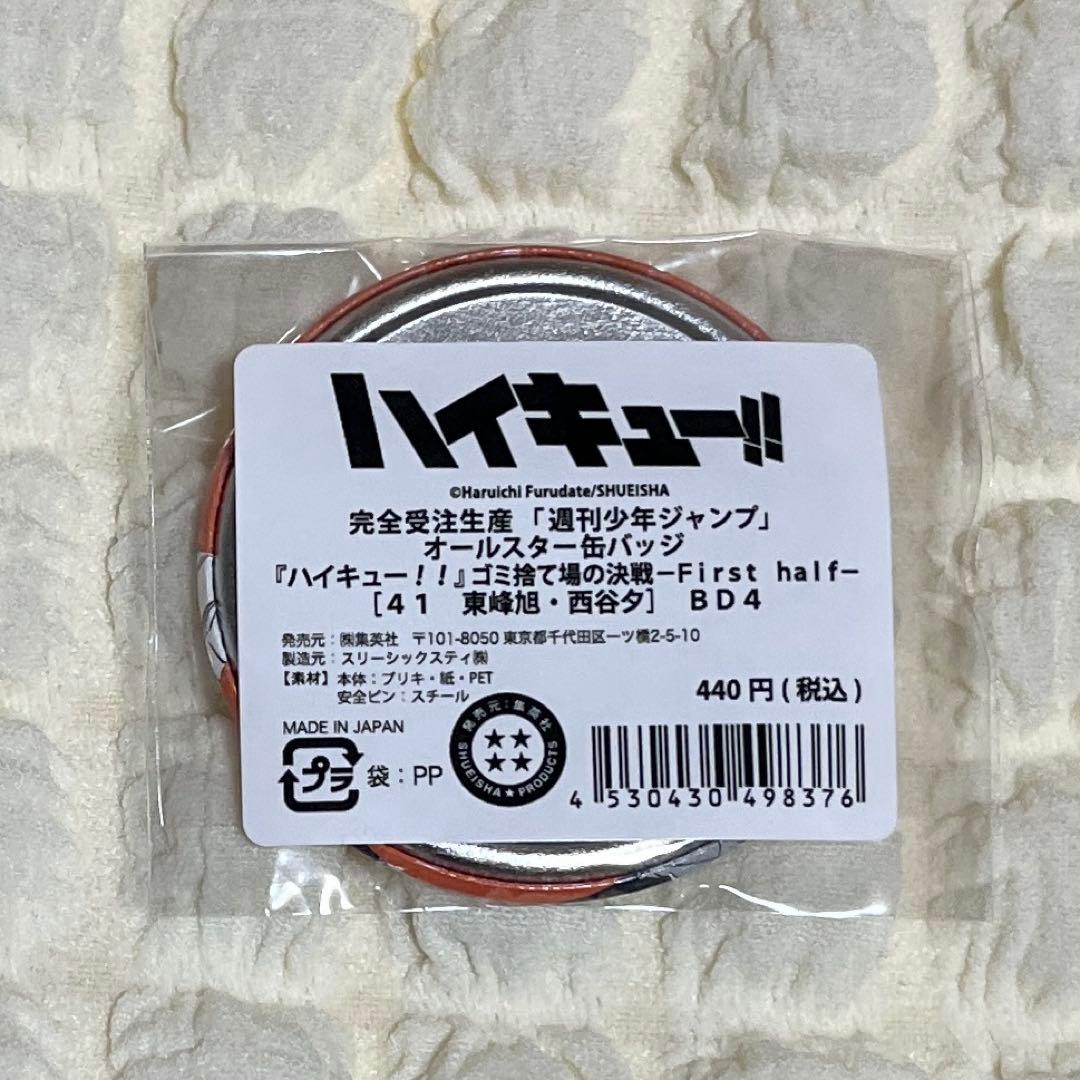 ハイキュー!!
©Haruichi Furudate/SHUEISHA
完全受注生産 「週刊少年ジャンプ」
オールスター缶バッジ
『ハイキュー！！』ゴミ捨て場の決戦－First half－
[41 東峰旭・西谷夕] BD4
発売元：㈱集英社 〒101-8050 東京都千代田区一ツ橋2-5-10
製造元：スリーシックスティ㈱
【素材】本体：ブリキ・紙・PET
安全ピン：スチール
440円(税込)
MADE IN JAPAN
プラ 袋：PP
発売元：集英社
SHUEISHA★PRODUCTS
4 530430 498376